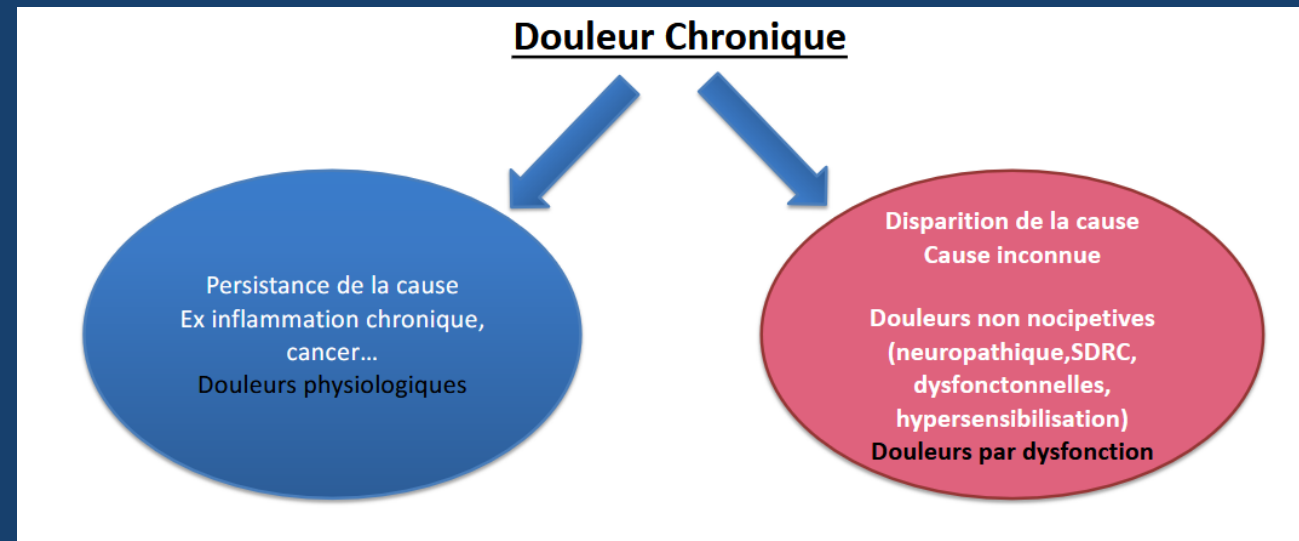 Douleur Chronique
Persistance de la cause
Ex inflammation chronique,
cancer...
Douleurs physiologiques
Disparition de la cause
Cause inconnue
Douleurs non nocipetives
(neuropathique,SDRC,
dysfonctonnelles,
hypersensibilisation)
Douleurs par dysfonction